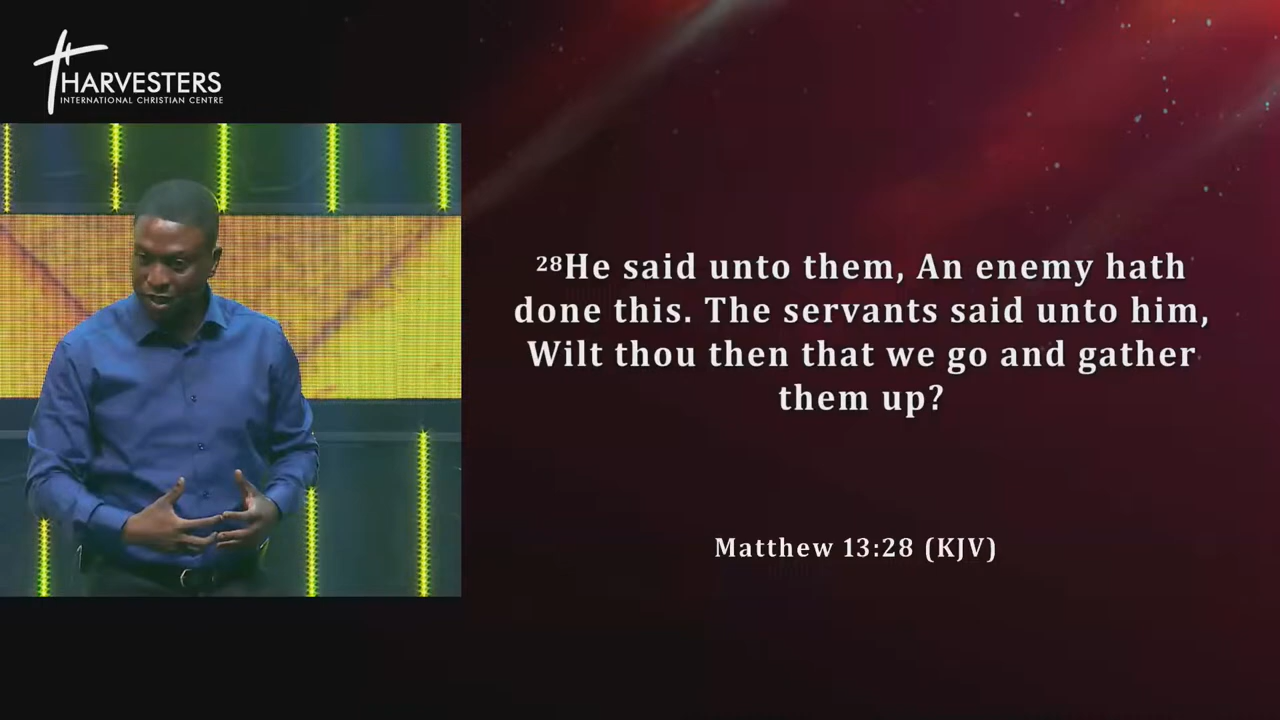 HARVESTERS
INTERNATIONAL CHRISTIAN CENTRE
²⁸He said unto them, An enemy hath
done this. The servants said unto him,
Wilt thou then that we go and gather
them up?
Matthew 13:28 (KJV)